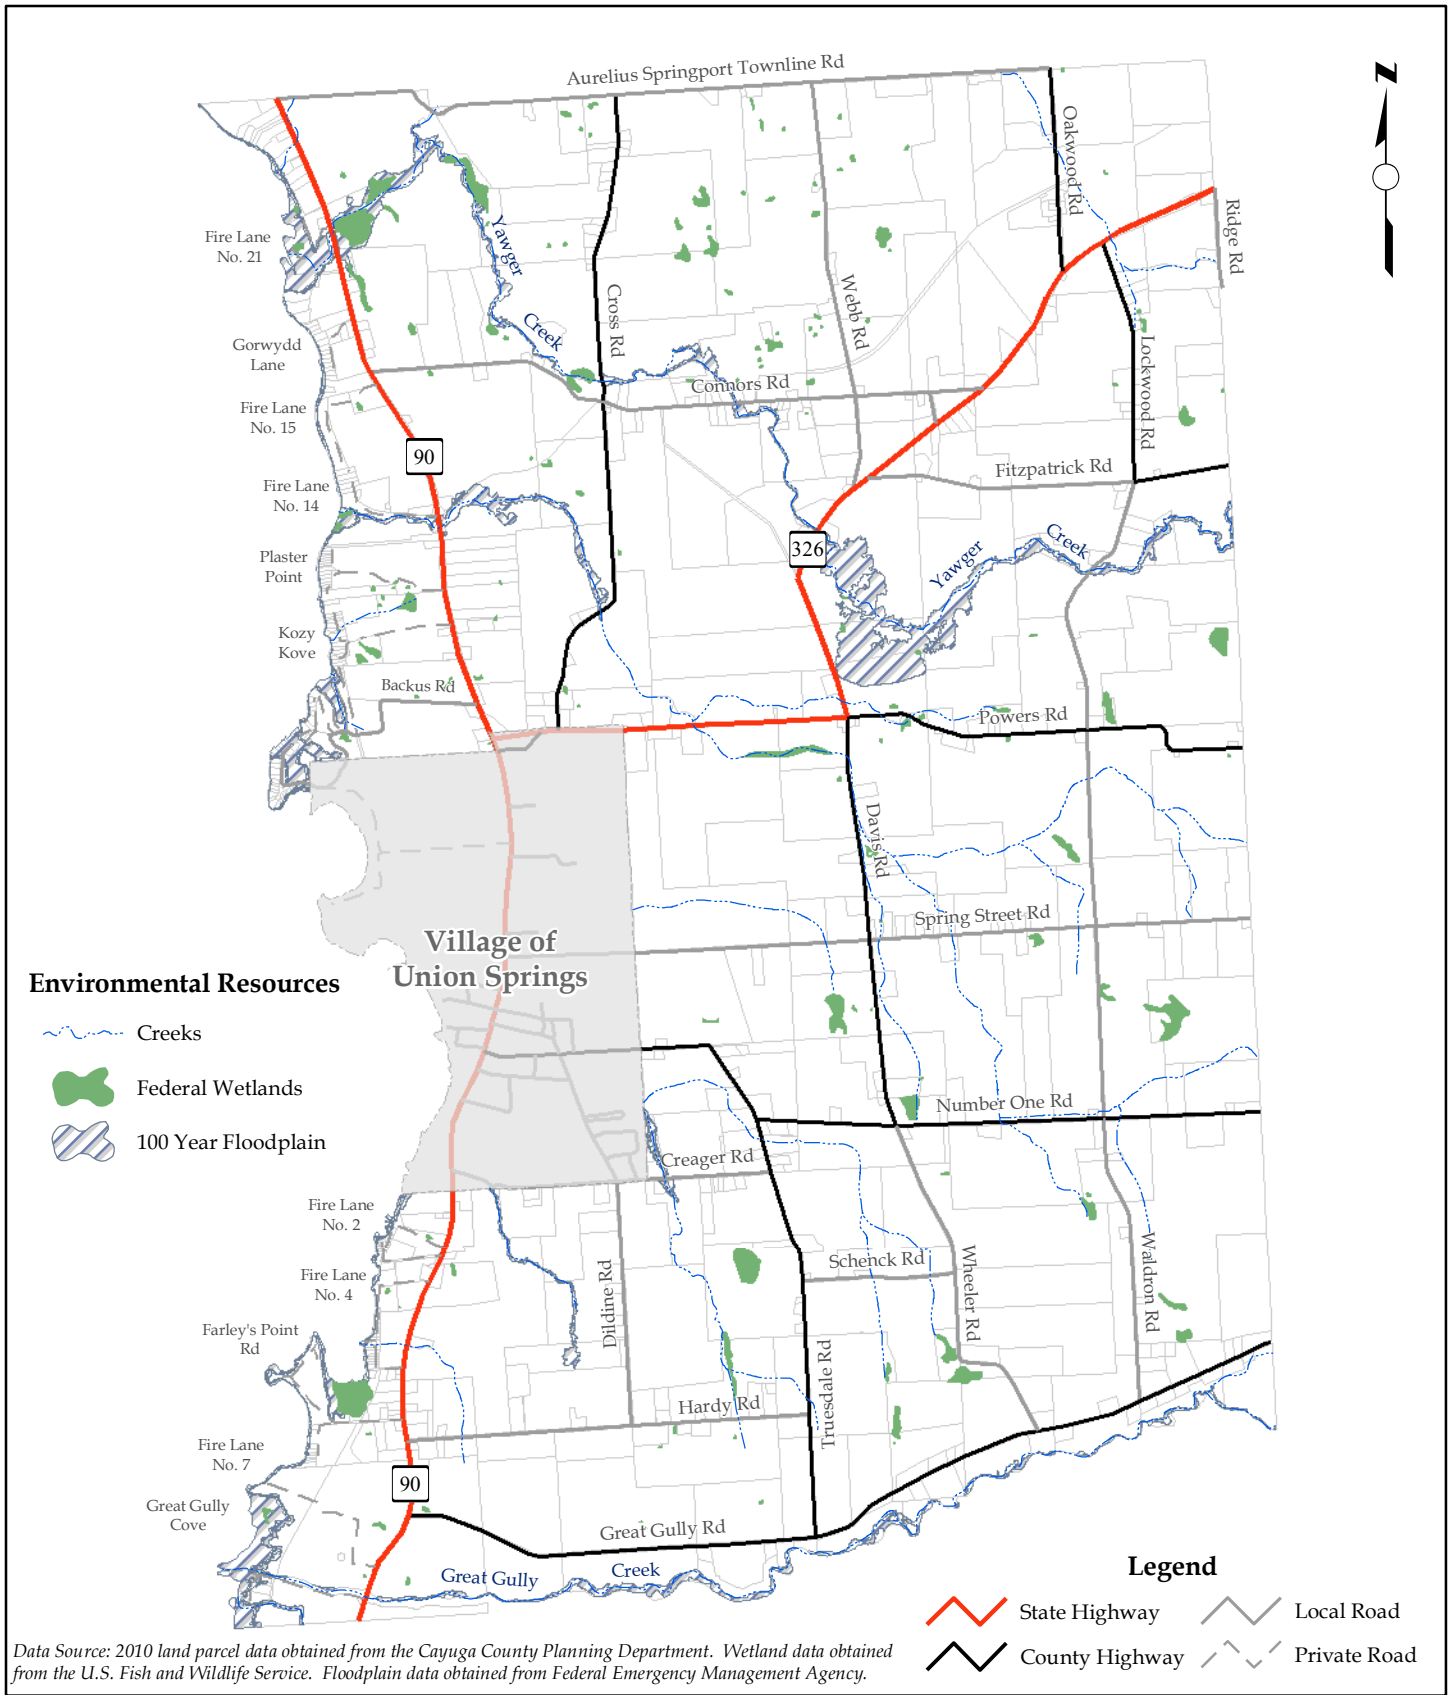 Aurelius Springport Townline Rd
Z
Oakwood Rd
Ridge Rd
Fire Lane
No. 21
Yawger
Creek
Cross Rd
Webb Rd
Gorwydd
Lane
Connors Rd
Lockwood Rd
Fire Lane
No. 15
90
Fitzpatrick Rd
Fire Lane
No. 14
326
Plaster
Point
Yawger
Creek
Kozy
Kove
Backus Rd
Powers Rd
Davis Rd
Spring Street Rd
Village of
Union Springs
Environmental Resources
Creeks
Federal Wetlands
100 Year Floodplain
Number One Rd
Creager Rd
Fire Lane
No. 2
Schenck Rd
Wheeler Rd
Waldron Rd
Fire Lane
No. 4
Dildine Rd
Farley's Point
Rd
Truesdale Rd
Hardy Rd
Fire Lane
No. 7
90
Great Gully
Cove
Great Gully Rd
Great Gully
Creek
Legend
State Highway
Local Road
County Highway
Private Road
Data Source: 2010 land parcel data obtained from the Cayuga County Planning Department.  Wetland data obtained
from the U.S. Fish and Wildlife Service.  Floodplain data obtained from Federal Emergency Management Agency.